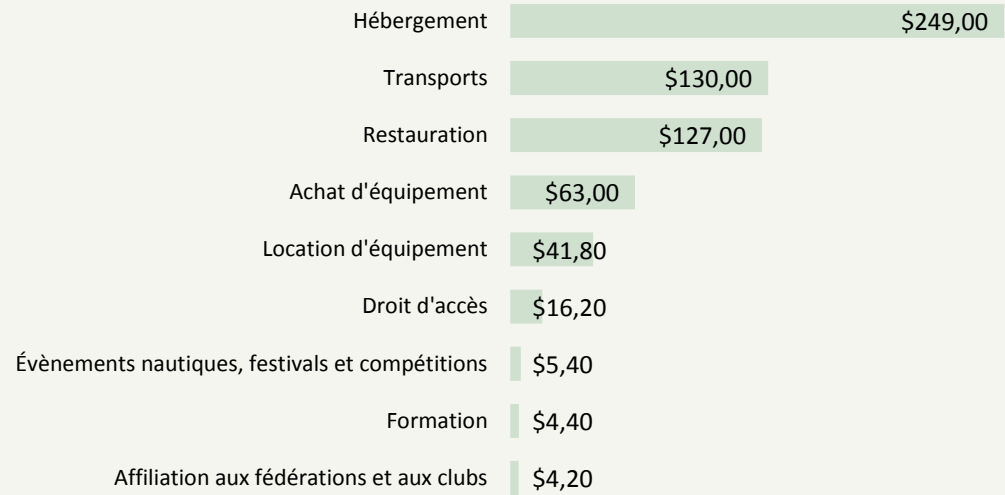 Hébergement $249,00
Transports $130,00
Restauration $127,00
Achat d'équipement $63,00
Location d'équipement $41,80
Droit d'accès $16,20
Évènements nautiques, festivals et compétitions $5,40
Formation $4,40
Affiliation aux fédérations et aux clubs $4,20